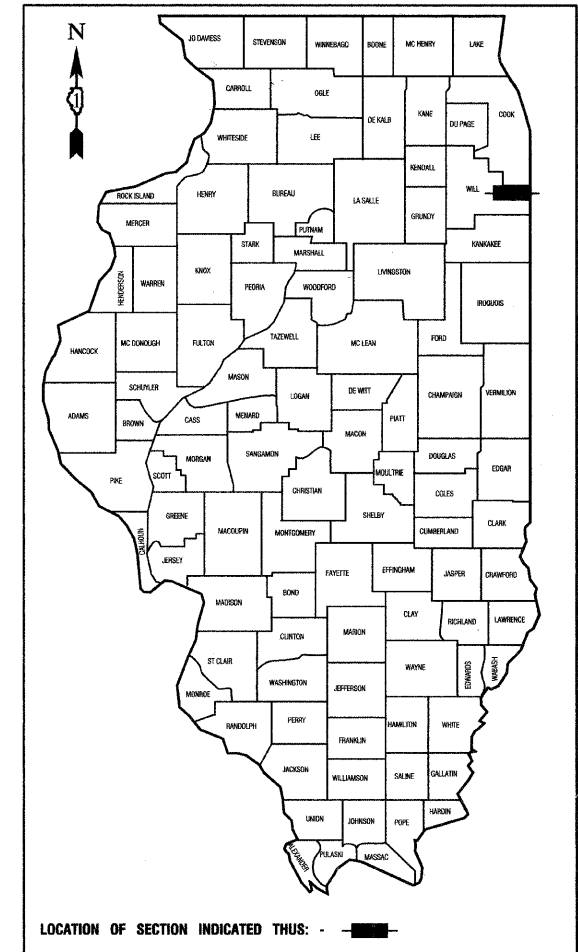 N
JO DAVIESS STEVENSON WINNEBAGO BOONE MC HENRY LAKE
CARROLL OGLE DE KALB KANE DU PAGE COOK
WHITESIDE LEE
KENDALL WILL
ROCK ISLAND HENRY BUREAU LA SALLE GRUNDY
MERCER PUTNAM
STARK MARSHALL KANKAKEE
HENDERSON WARREN KNOX PEORIA WOODFORD LIVINGSTON IROQUOIS
HANCOCK MC DONOUGH FULTON TAZEWELL MC LEAN FORD
SCHUYLER MASON LOGAN DE WITT CHAMPAIGN VERMILION
ADAMS BROWN CASS MENARD MACON PIATT
PIKE SCOTT MORGAN SANGAMON MOULTRIE DOUGLAS EDGAR
CHRISTIAN COLES
CALHOUN GREENE MACOUPIN MONTGOMERY SHELBY CUMBERLAND CLARK
JERSEY FAYETTE EFFINGHAM JASPER CRAWFORD
MADISON BOND
CLINTON MARION CLAY RICHLAND LAWRENCE
ST CLAIR WASHINGTON JEFFERSON WAYNE EDWARDS WABASH
MONROE
RANDOLPH PERRY FRANKLIN HAMILTON WHITE
JACKSON WILLIAMSON SALINE GALLATIN
UNION JOHNSON POPE HARDIN
ALEXANDER PULASKI MASSAC
LOCATION OF SECTION INDICATED THUS: -